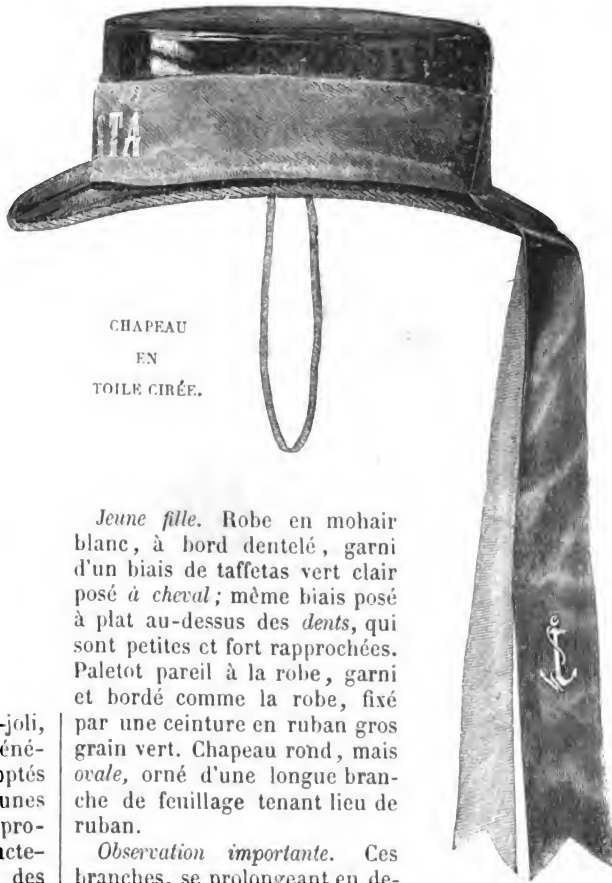 STA
CHAPEAU
EN
TOILE CIRÉE.
Jeune fille. Robe en mohair
blanc, à bord dentelé, garni
d'un biais de taffetas vert clair
posé à cheval; même biais posé
à plat au-dessus des dents, qui
sont petites et fort rapprochées.
Paletot pareil à la robe, garni
et bordé comme la robe, fixé
par une ceinture en ruban gros
grain vert. Chapeau rond, mais
ovale, orné d'une longue bran-
che de feuillage tenant lieu de
ruban.
Observation importante. Ces
branches, se prolongeant en de-
-joli,
éné-
optés
unes
pro-
acte-
des